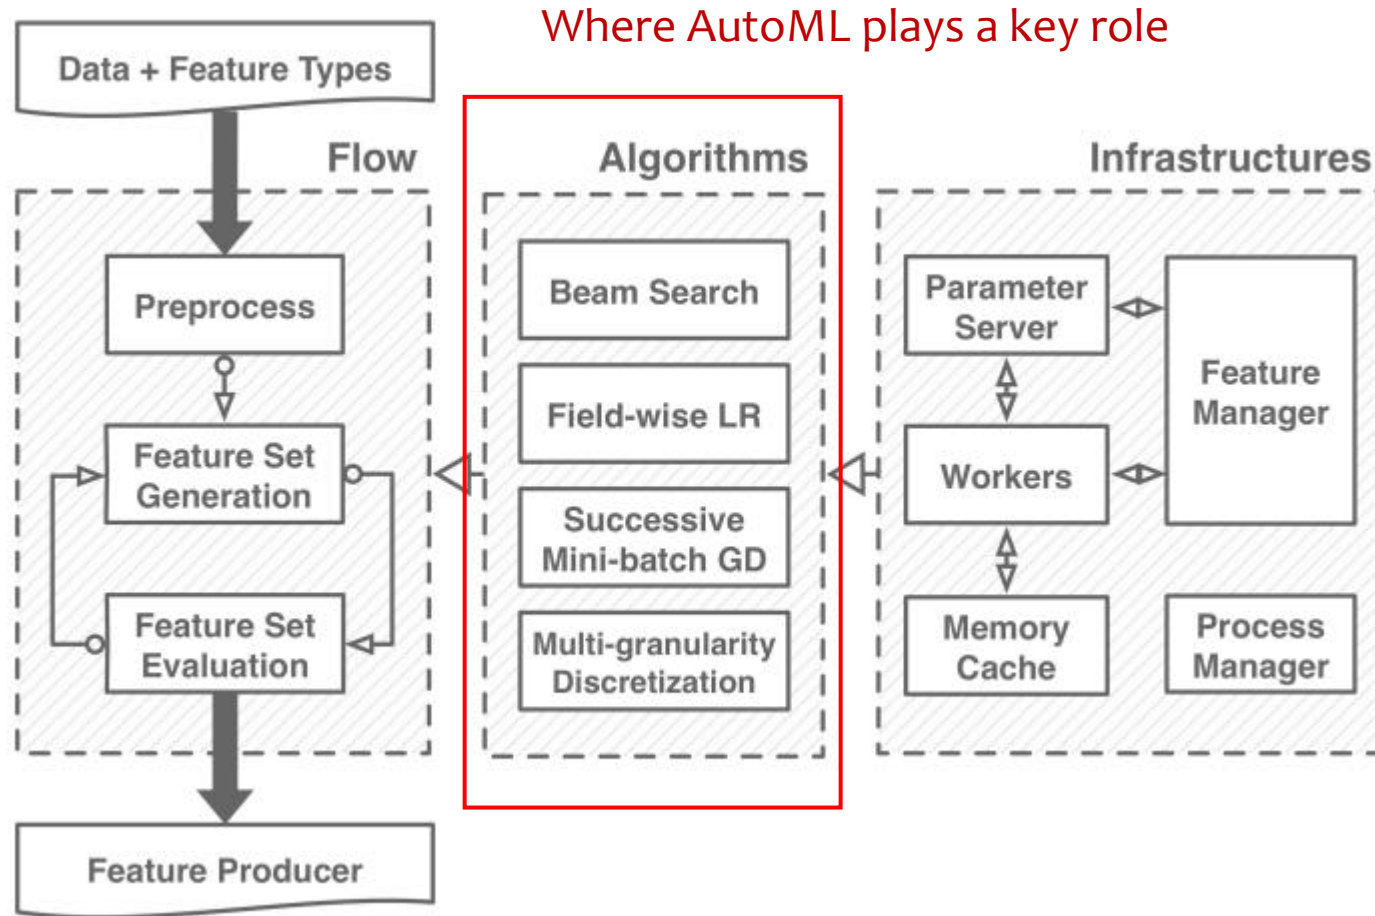 Where AutoML plays a key role
Data + Feature Types
Flow
Preprocess
Feature Set
Generation
Feature Set
Evaluation
Feature Producer
Algorithms
Beam Search
Field-wise LR
Successive
Mini-batch GD
Multi-granularity
Discretization
Infrastructures
Parameter
Server
Workers
Memory
Cache
Feature
Manager
Process
Manager